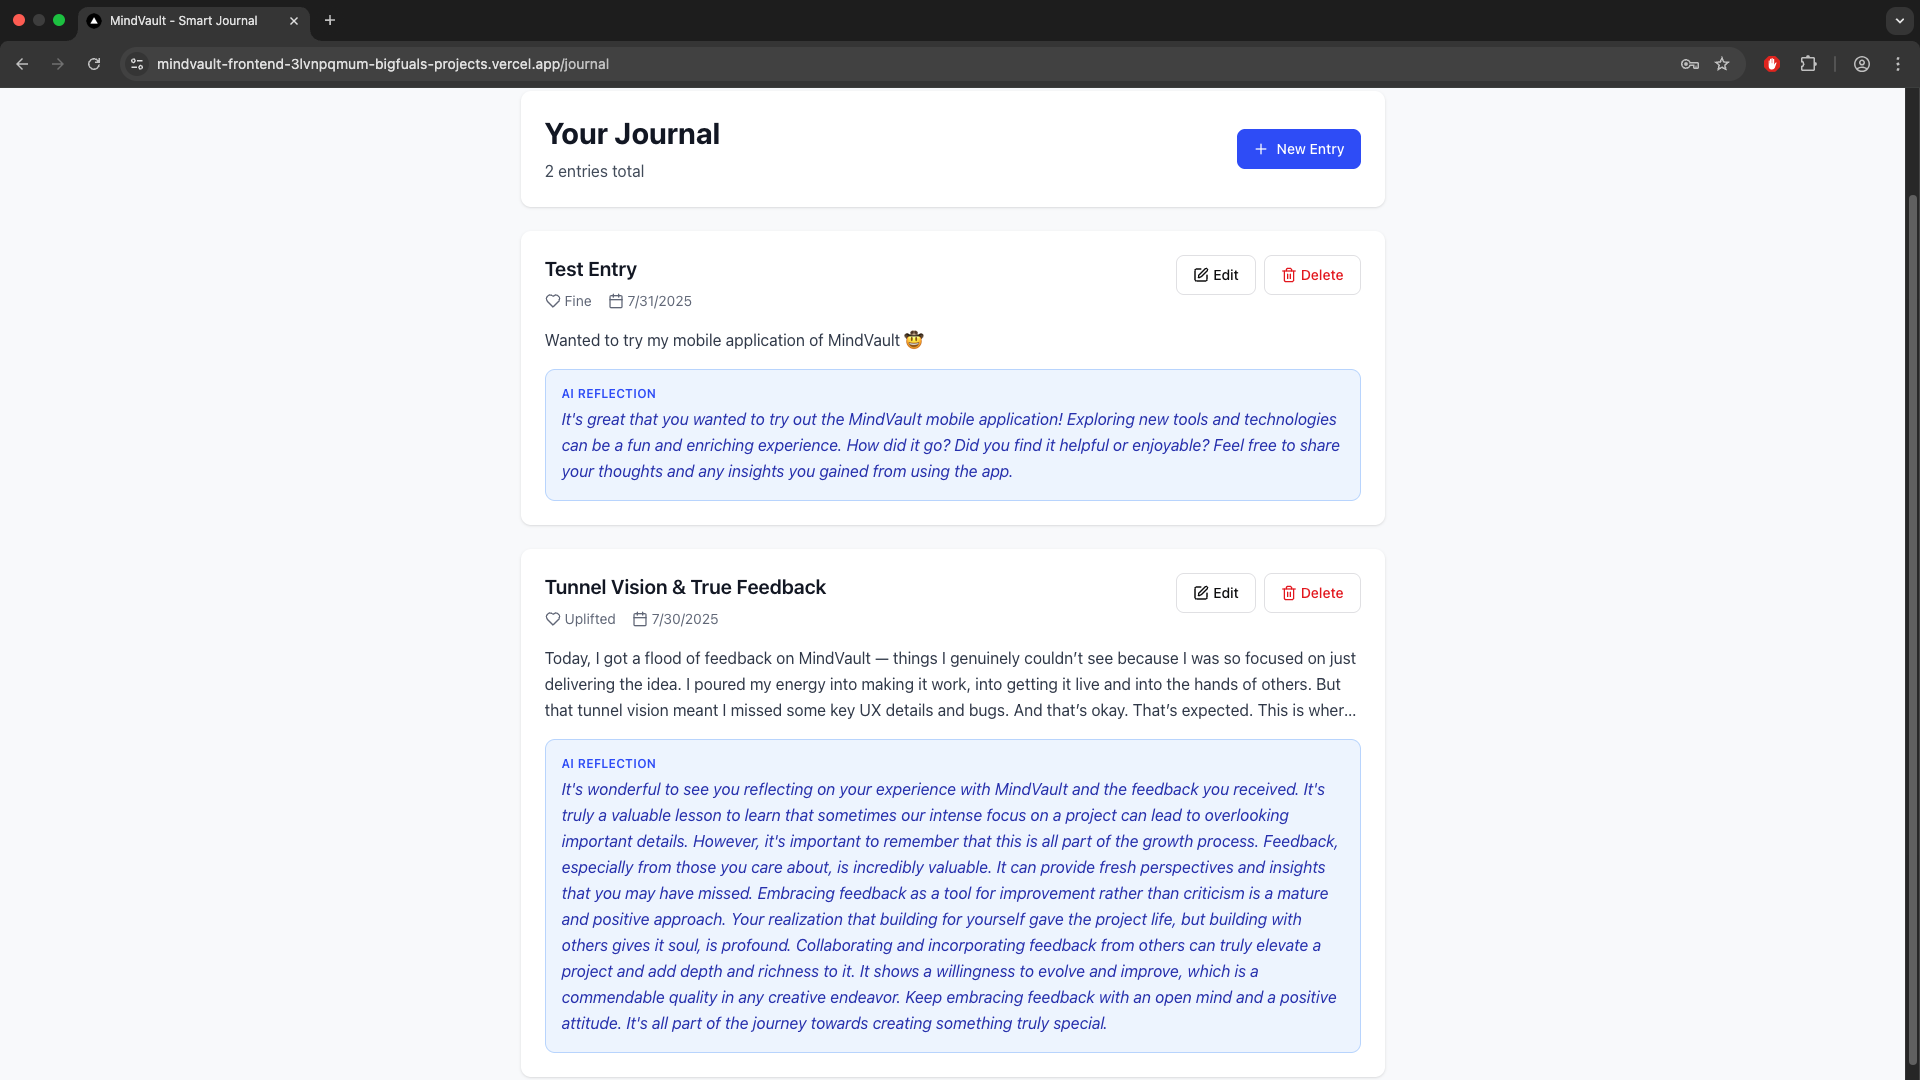 MindVault - Smart Journal
mindvault-frontend-3lvnpqmum-bigfuals-projects.vercel.app/journal
Your Journal
2 entries total
New Entry
Test Entry
Edit
Delete
Fine
7/31/2025
Wanted to try my mobile application of MindVault 🤠
AI REFLECTION
It's great that you wanted to try out the MindVault mobile application! Exploring new tools and technologies
can be a fun and enriching experience. How did it go? Did you find it helpful or enjoyable? Feel free to share
your thoughts and any insights you gained from using the app.
Tunnel Vision & True Feedback
Edit
Delete
Uplifted
7/30/2025
Today, I got a flood of feedback on MindVault — things I genuinely couldn’t see because I was so focused on just
delivering the idea. I poured my energy into making it work, into getting it live and into the hands of others. But
that tunnel vision meant I missed some key UX details and bugs. And that’s okay. That’s expected. This is wher...
AI REFLECTION
It's wonderful to see you reflecting on your experience with MindVault and the feedback you received. It's
truly a valuable lesson to learn that sometimes our intense focus on a project can lead to overlooking
important details. However, it's important to remember that this is all part of the growth process. Feedback,
especially from those you care about, is incredibly valuable. It can provide fresh perspectives and insights
that you may have missed. Embracing feedback as a tool for improvement rather than criticism is a mature
and positive approach. Your realization that building for yourself gave the project life, but building with
others gives it soul, is profound. Collaborating and incorporating feedback from others can truly elevate a
project and add depth and richness to it. It shows a willingness to evolve and improve, which is a
commendable quality in any creative endeavor. Keep embracing feedback with an open mind and a positive
attitude. It's all part of the journey towards creating something truly special.